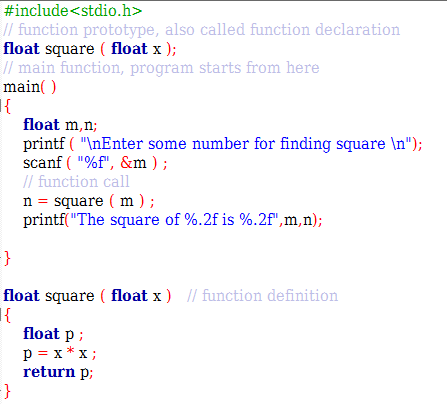 #include<stdio.h>
// function prototype, also called function declaration
float square ( float x );
// main function, program starts from here
main( )
{
float m,n;
printf ( "\nEnter some number for finding square \n");
scanf ( "%f", &m ) ;
// function call
n = square ( m ) ;
printf("The square of %.2f is %.2f",m,n);
}
float square ( float x ) // function definition
{
float p ;
p = x * x ;
return p;
}